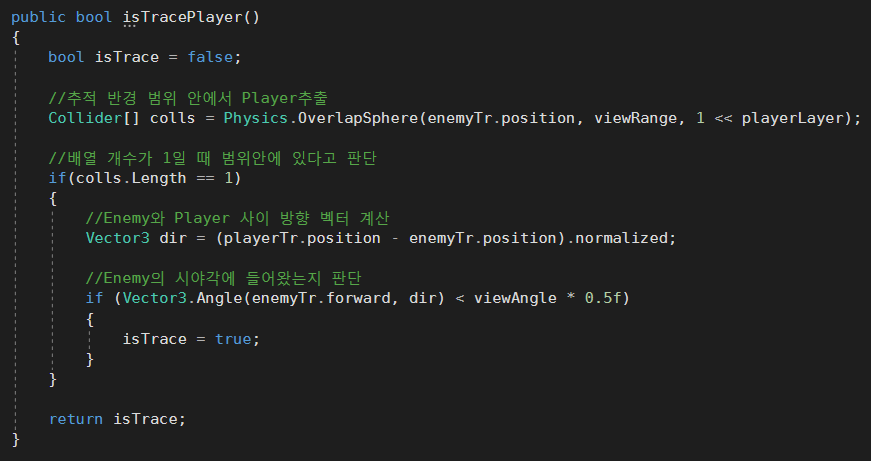 public bool isTracePlayer()
{
bool isTrace = false;
//추적 반경 범위 안에서 Player추출
Collider[] colls = Physics.OverlapSphere(enemyTr.position, viewRange, 1 << playerLayer);
//배열 개수가 1일 때 범위안에 있다고 판단
if(colls.Length == 1)
{
//Enemy와 Player 사이 방향 벡터 계산
Vector3 dir = (playerTr.position - enemyTr.position).normalized;
//Enemy의 시야각에 들어왔는지 판단
if (Vector3.Angle(enemyTr.forward, dir) < viewAngle * 0.5f)
{
isTrace = true;
}
}
return isTrace;
}